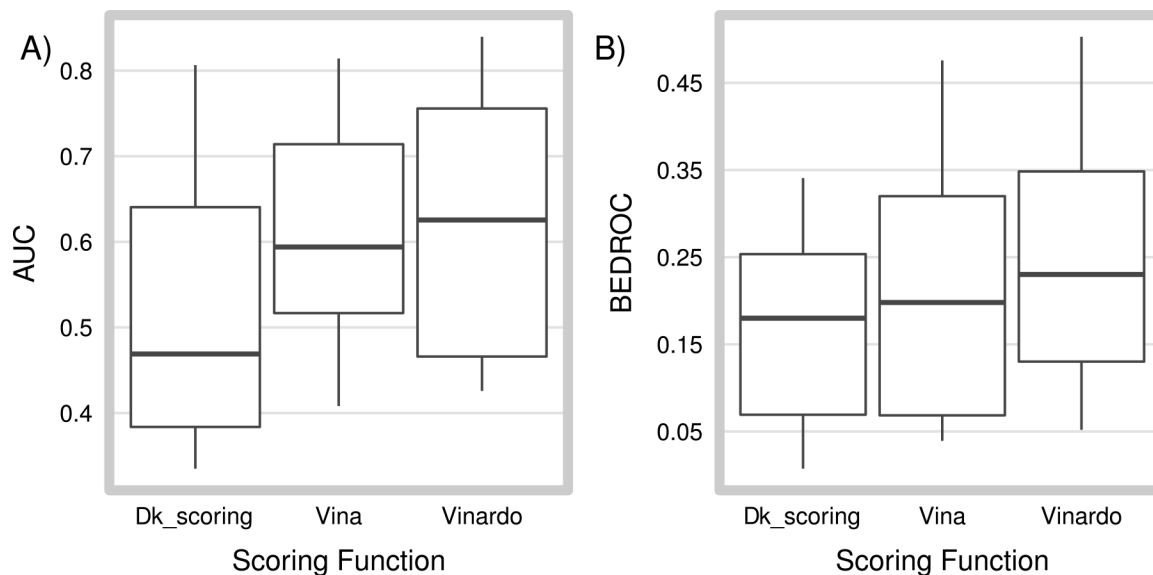 A)
AUC
0.8
0.7
0.6
0.5
0.4
Dk_scoring Vina Vinardo
Scoring Function
B)
BEDROC
0.45
0.35
0.25
0.15
0.05
Dk_scoring Vina Vinardo
Scoring Function